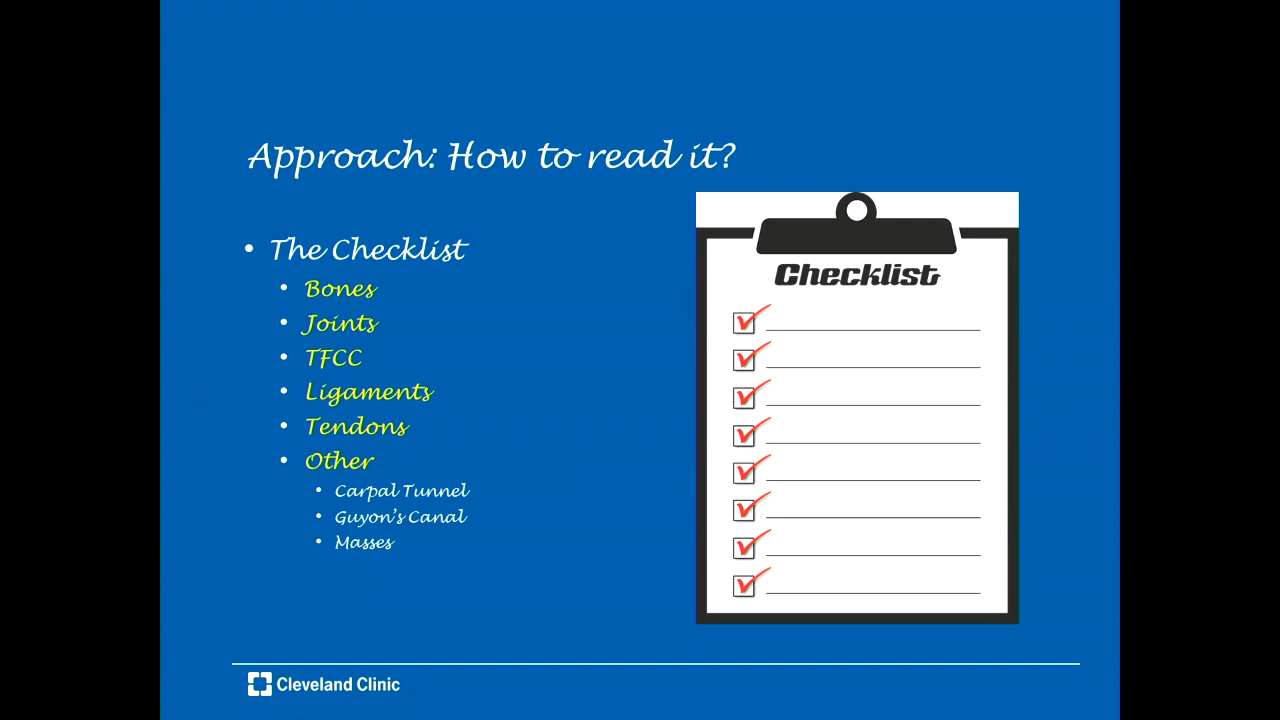 Approach: How to read it?
• The Checklist
• Bones
• Joints
• TFCC
• Ligaments
• Tendons
• Other
• Carpal Tunnel
• Guyon's Canal
• Masses
Checklist
Cleveland Clinic